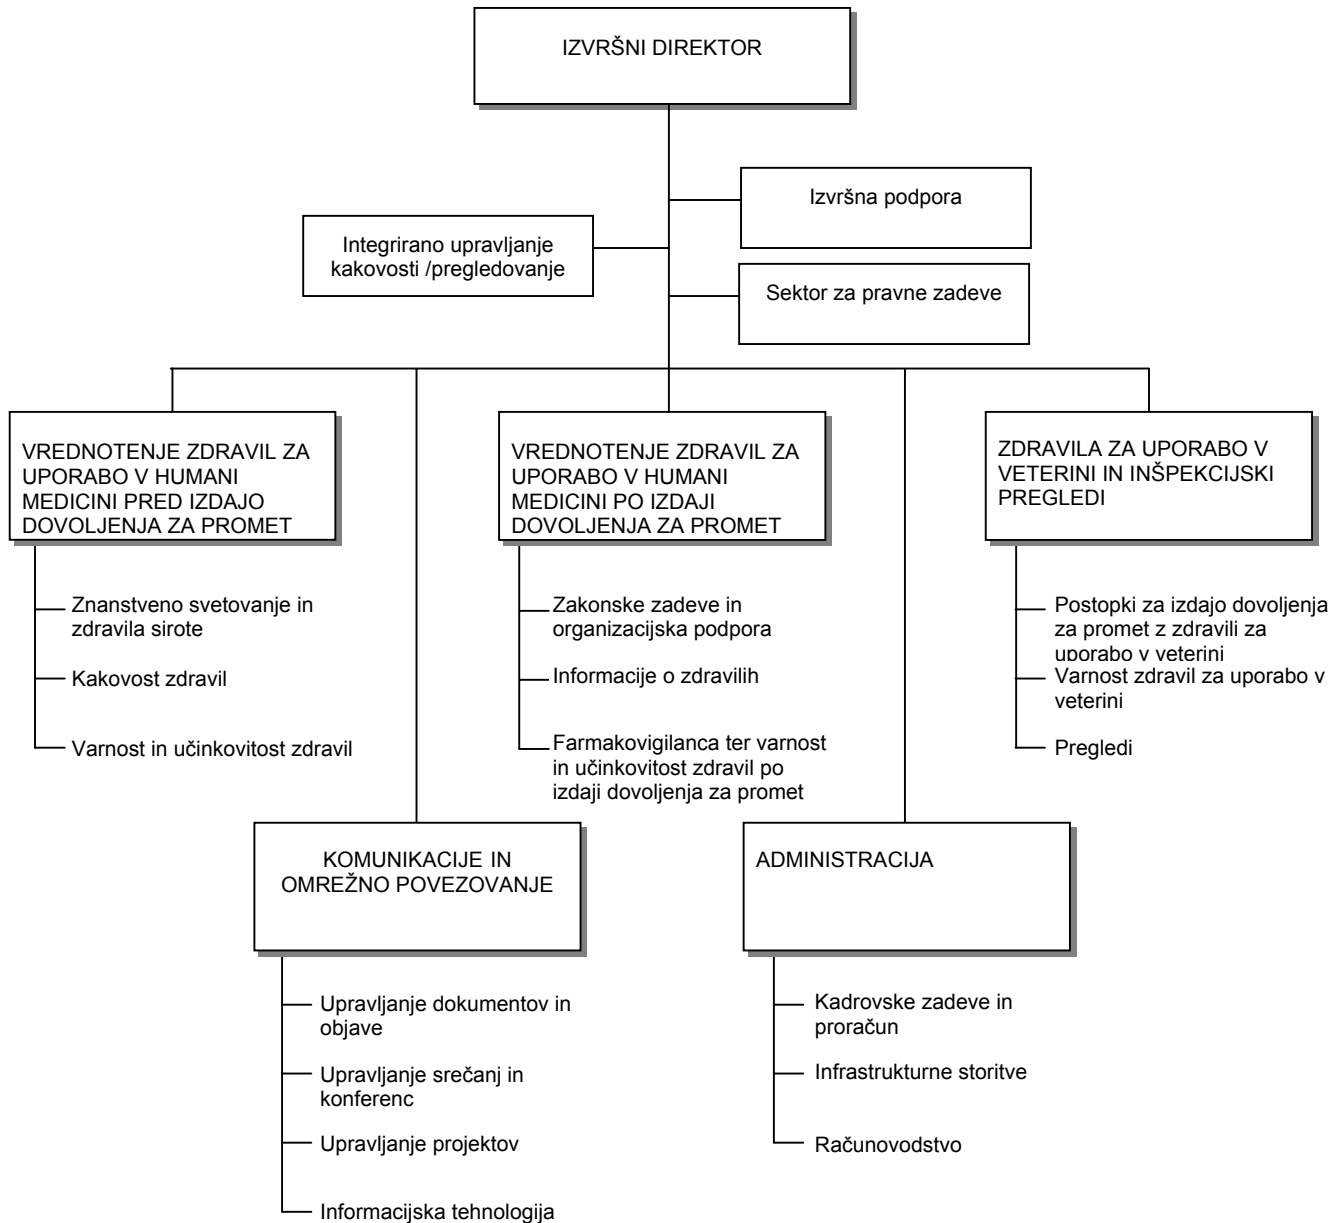 IZVRŠNI DIREKTOR
Izvršna podpora
Integrirano upravljanje
kakovosti /pregledovanje
Sektor za pravne zadeve
VREDNOTENJE ZDRAVIL ZA
UPORABO V HUMANI
MEDICINI PRED IZDAJO
DOVOLJENJA ZA PROMET
Znanstveno svetovanje in
zdravila sirote
Kakovost zdravil
Varnost in učinkovitost zdravil
VREDNOTENJE ZDRAVIL ZA
UPORABO V HUMANI
MEDICINI PO IZDAJI
DOVOLJENJA ZA PROMET
Zakonske zadeve in
organizacijska podpora
Informacije o zdravilih
Farmakovigilanca ter varnost
in učinkovitost zdravil po
izdaji dovoljenja za promet
ZDRAVILA ZA UPORABO V
VETERINI IN INŠPEKCIJSKI
PREGLEDI
Postopki za izdajo dovoljenja
za promet z zdravili za
uporabo v veterini
Varnost zdravil za uporabo v
veterini
Pregledi
KOMUNIKACIJE IN
OMREŽNO POVEZOVANJE
Upravljanje dokumentov in
objave
Upravljanje srečanj in
konferenc
Upravljanje projektov
Informacijska tehnologija
ADMINISTRACIJA
Kadrovske zadeve in
proračun
Infrastrukturne storitve
Računovodstvo